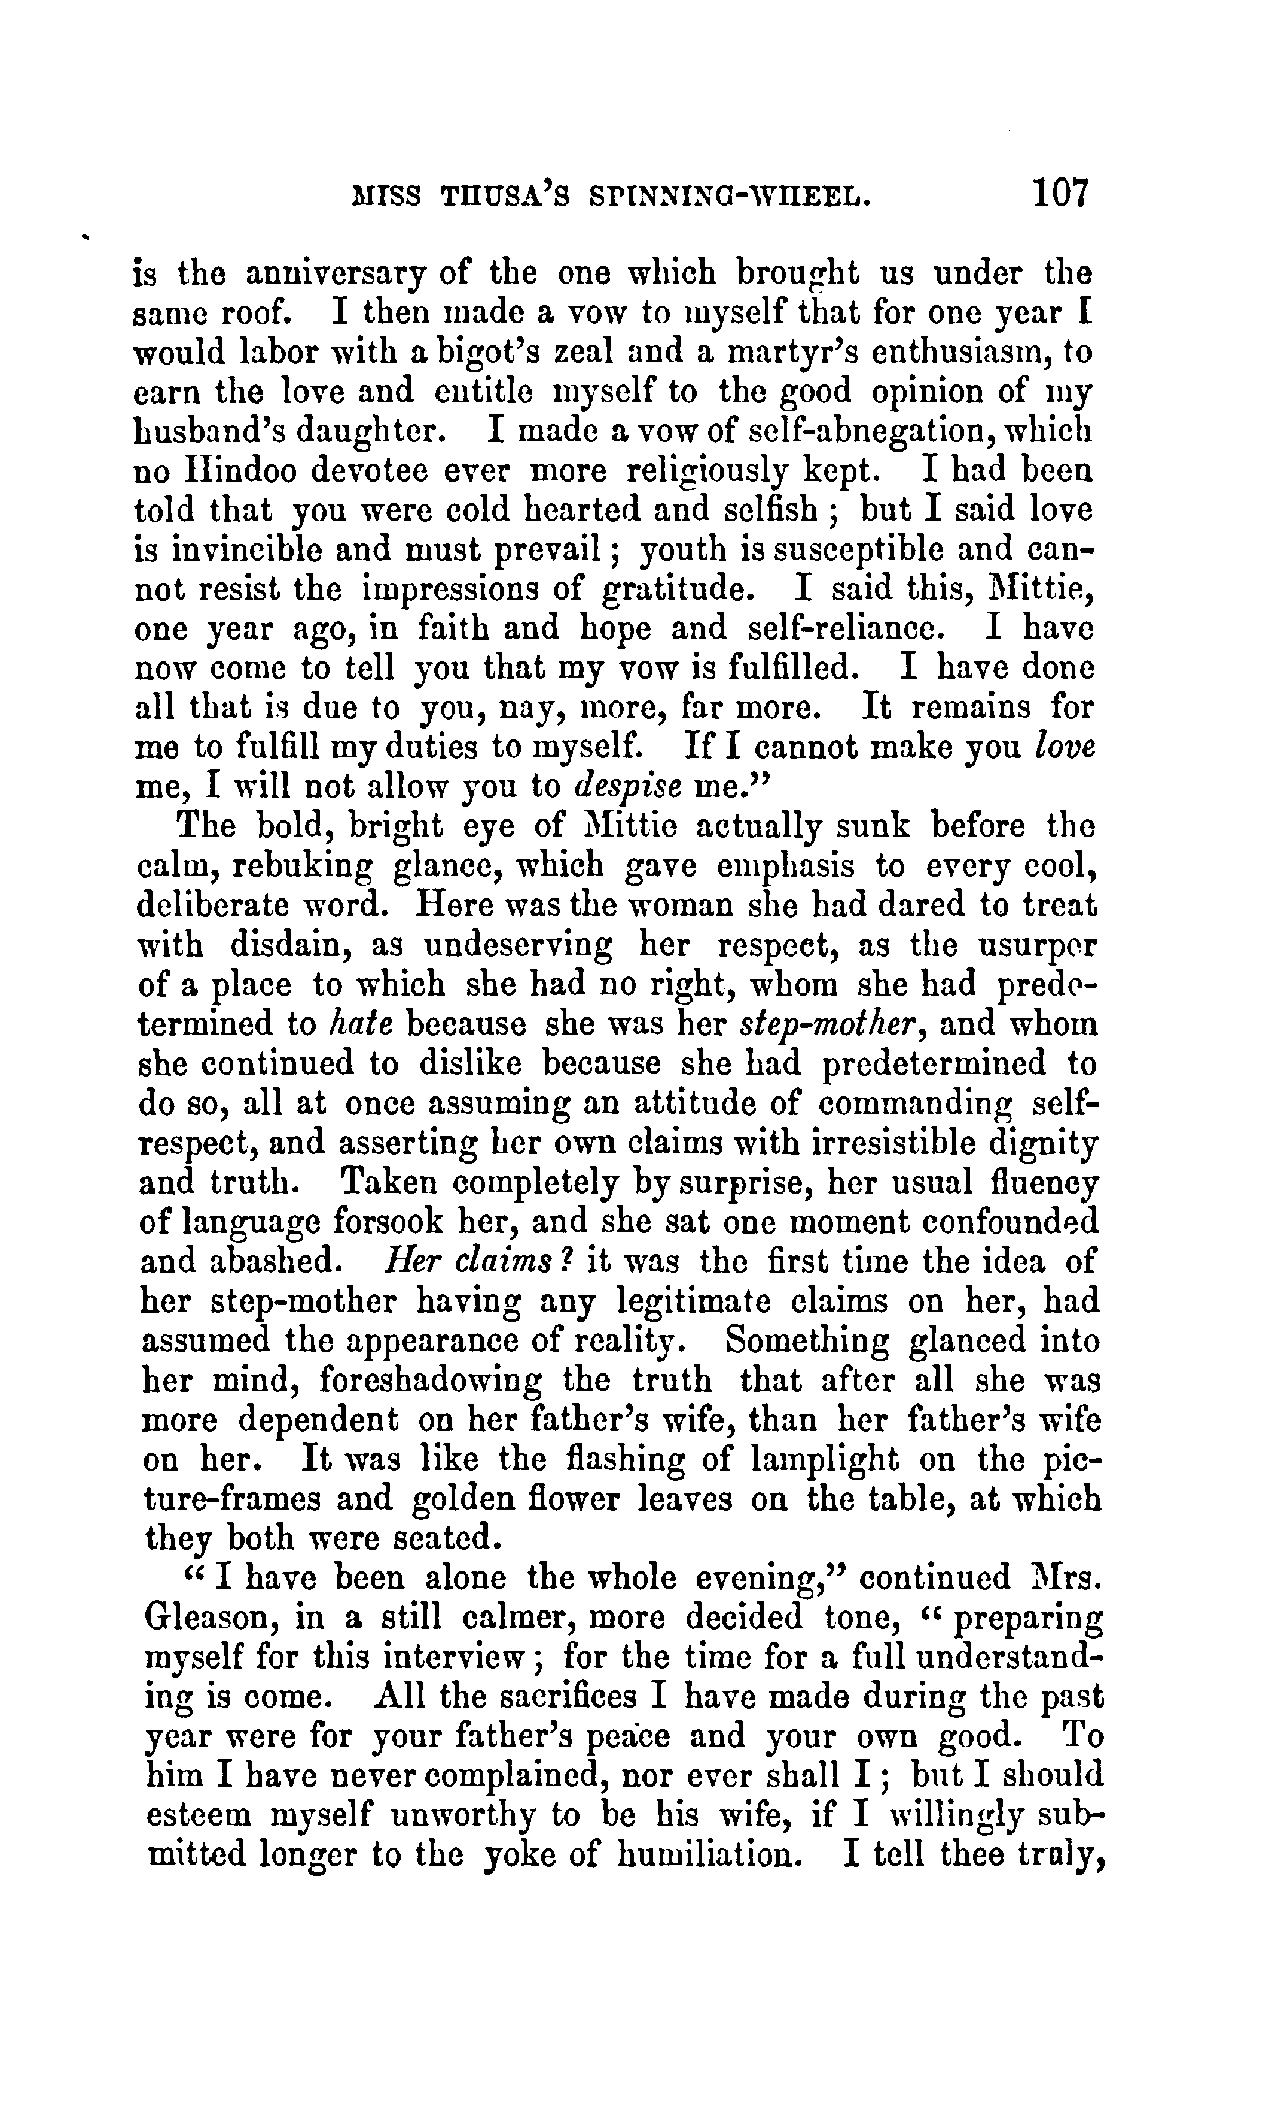 MISS THUSA'S SPINNING-WHEEL. 107
is the anniversary of the one which brought us under the
same roof. I then made a vow to myself that for one year I
would labor with a bigot's zeal and a martyr's enthusiasm, to
earn the love and entitle myself to the good opinion of my
husband's daughter. I made a vow of self-abnegation, which
no Hindoo devotee ever more religiously kept. I had been
told that you were cold hearted and selfish ; but I said love
is invincible and must prevail ; youth is susceptible and can-
not resist the impressions of gratitude. I said this, Mittie,
one year ago, in faith and hope and self-reliance. I have
now come to tell you that my vow is fulfilled. I have done
all that is due to you, nay, more, far more. It remains for
me to fulfill my duties to myself. If I cannot make you love
me, I will not allow you to despise me."
The bold, bright eye of Mittie actually sunk before the
calm, rebuking glance, which gave emphasis to every cool,
deliberate word. Here was the woman she had dared to treat
with disdain, as undeserving her respect, as the usurper
of a place to which she had no right, whom she had prede-
termined to hate because she was her step-mother, and whom
she continued to dislike because she had predetermined to
do so, all at once assuming an attitude of commanding self-
respect, and asserting her own claims with irresistible dignity
and truth. Taken completely by surprise, her usual fluency
of language forsook her, and she sat one moment confounded
and abashed. Her claims ? it was the first time the idea of
her step-mother having any legitimate claims on her, had
assumed the appearance of reality. Something glanced into
her mind, foreshadowing the truth that after all she was
more dependent on her father's wife, than her father's wife
on her. It was like the flashing of lamplight on the pic-
ture-frames and golden flower leaves on the table, at which
they both were seated.
" I have been alone the whole evening," continued Mrs.
Gleason, in a still calmer, more decided tone, " preparing
myself for this interview ; for the time for a full understand-
ing is come. All the sacrifices I have made during the past
year were for your father's peace and your own good. To
him I have never complained, nor ever shall I ; but I should
esteem myself unworthy to be his wife, if I willingly sub-
mitted longer to the yoke of humiliation. I tell thee truly,